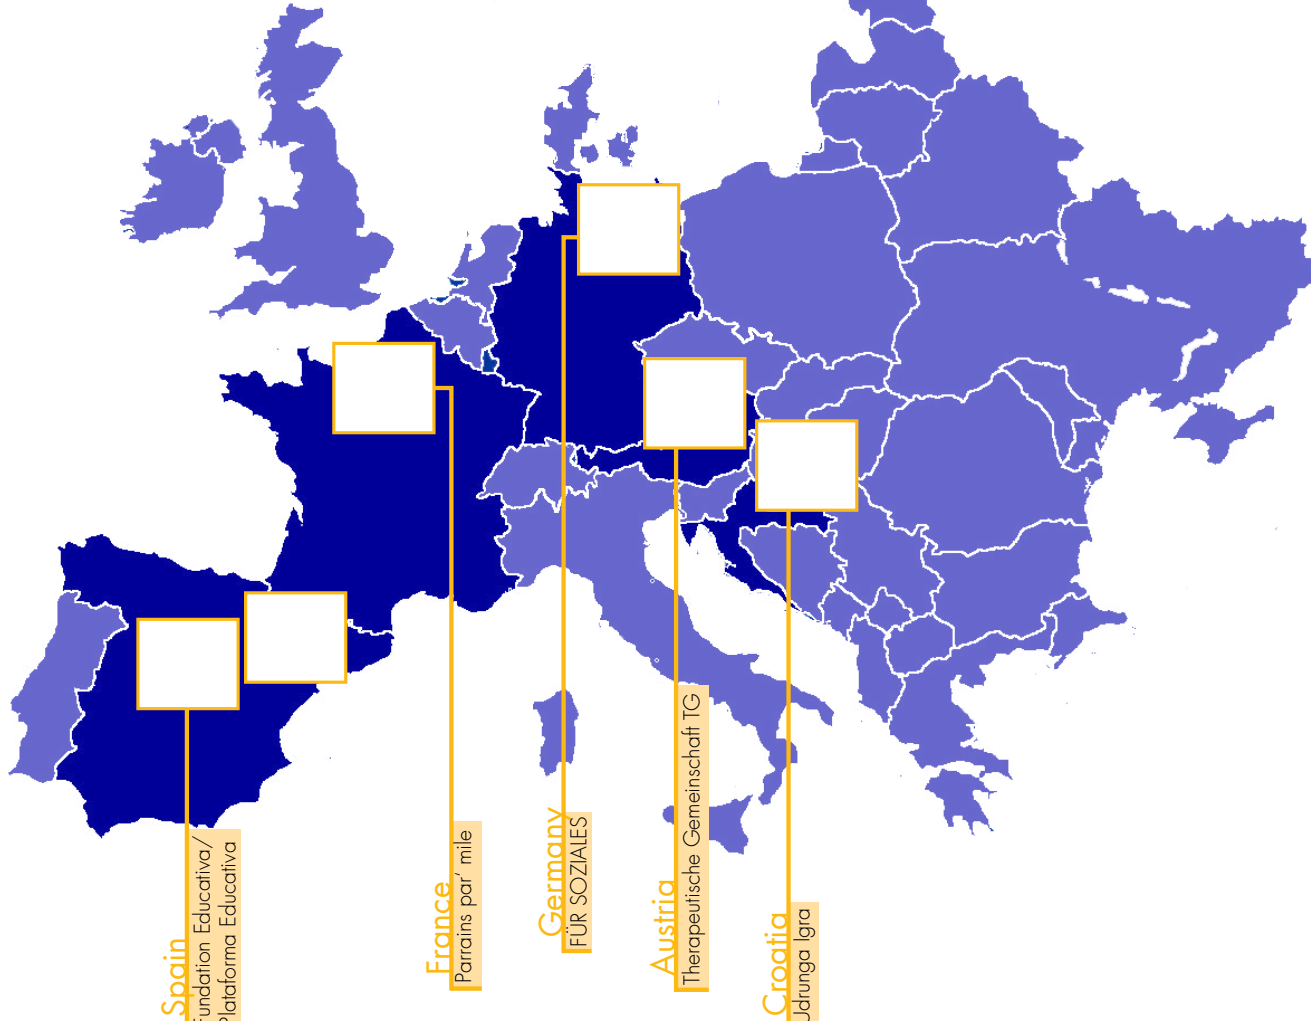 Spain
Fundation Educativa/
Plataforma Educativa
France
Parrains par' mile
Germany
FÜR SOZIALES
Austria
Therapeutische Gemeinschaft TG
Croatia
Udrunga Igra